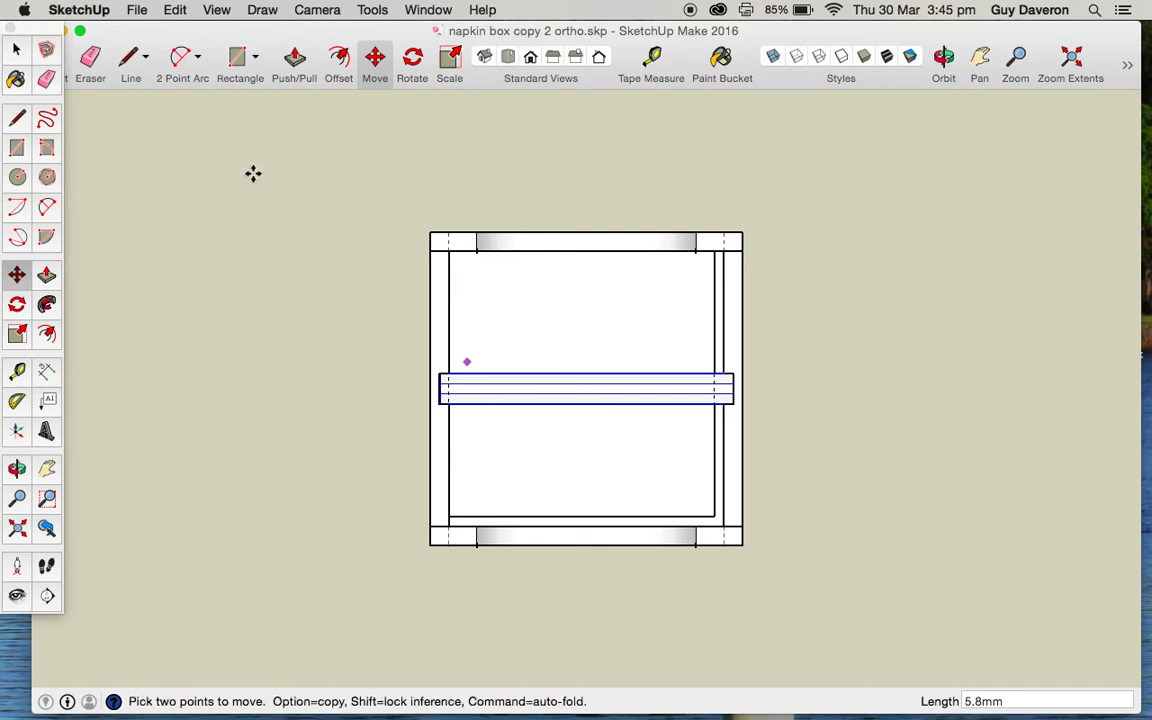 SketchUp File Edit View Draw Camera Tools Window Help 85% Thu 30 Mar 3:45 pm Guy Daveron
napkin box copy 2 ortho.skp - SketchUp Make 2016
Eraser Line 2 Point Arc Rectangle Push/Pull Offset Move Rotate Scale Standard Views Tape Measure Paint Bucket Styles Orbit Pan Zoom Zoom Extents
A1
Pick two points to move. Option=copy, Shift=lock inference, Command=auto-fold. Length 5.8mm